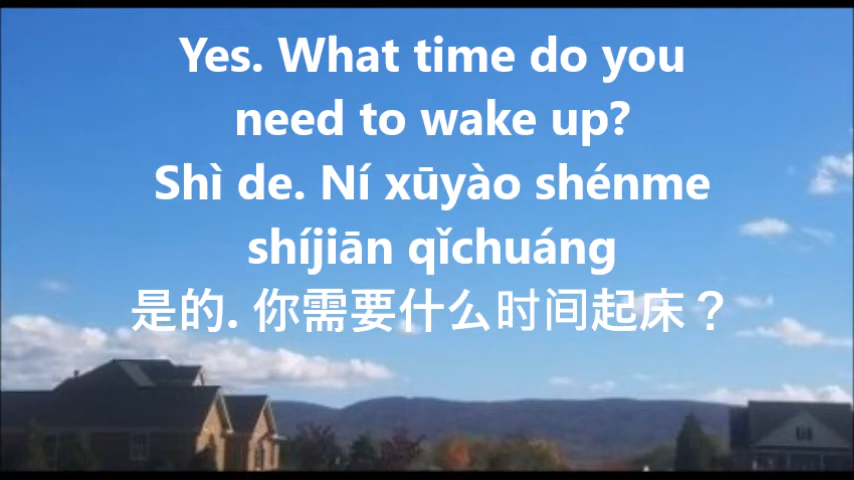 Yes. What time do you
need to wake up?
Shì de. Ní xūyào shénme
shíjiān qǐchuáng
是的. 你需要什么时间起床？